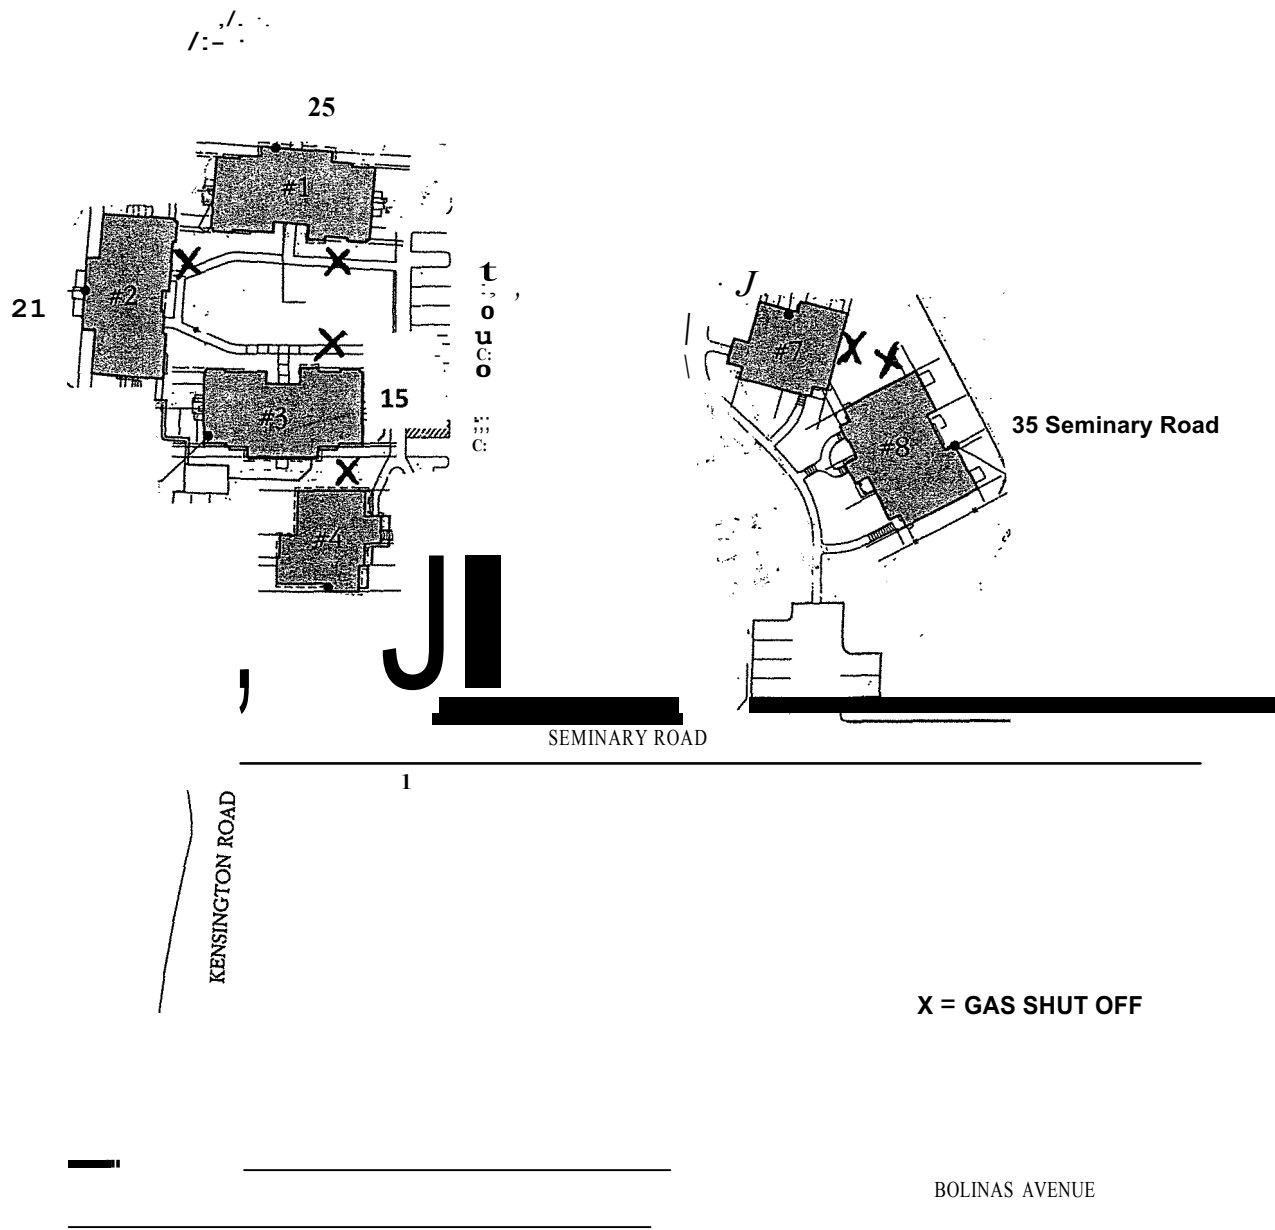 25
#1
#2
21
#3
15
#4
#7
#8
35 Seminary Road
SEMINARY ROAD
1
KENSINGTON ROAD
X = GAS SHUT OFF
BOLINAS AVENUE